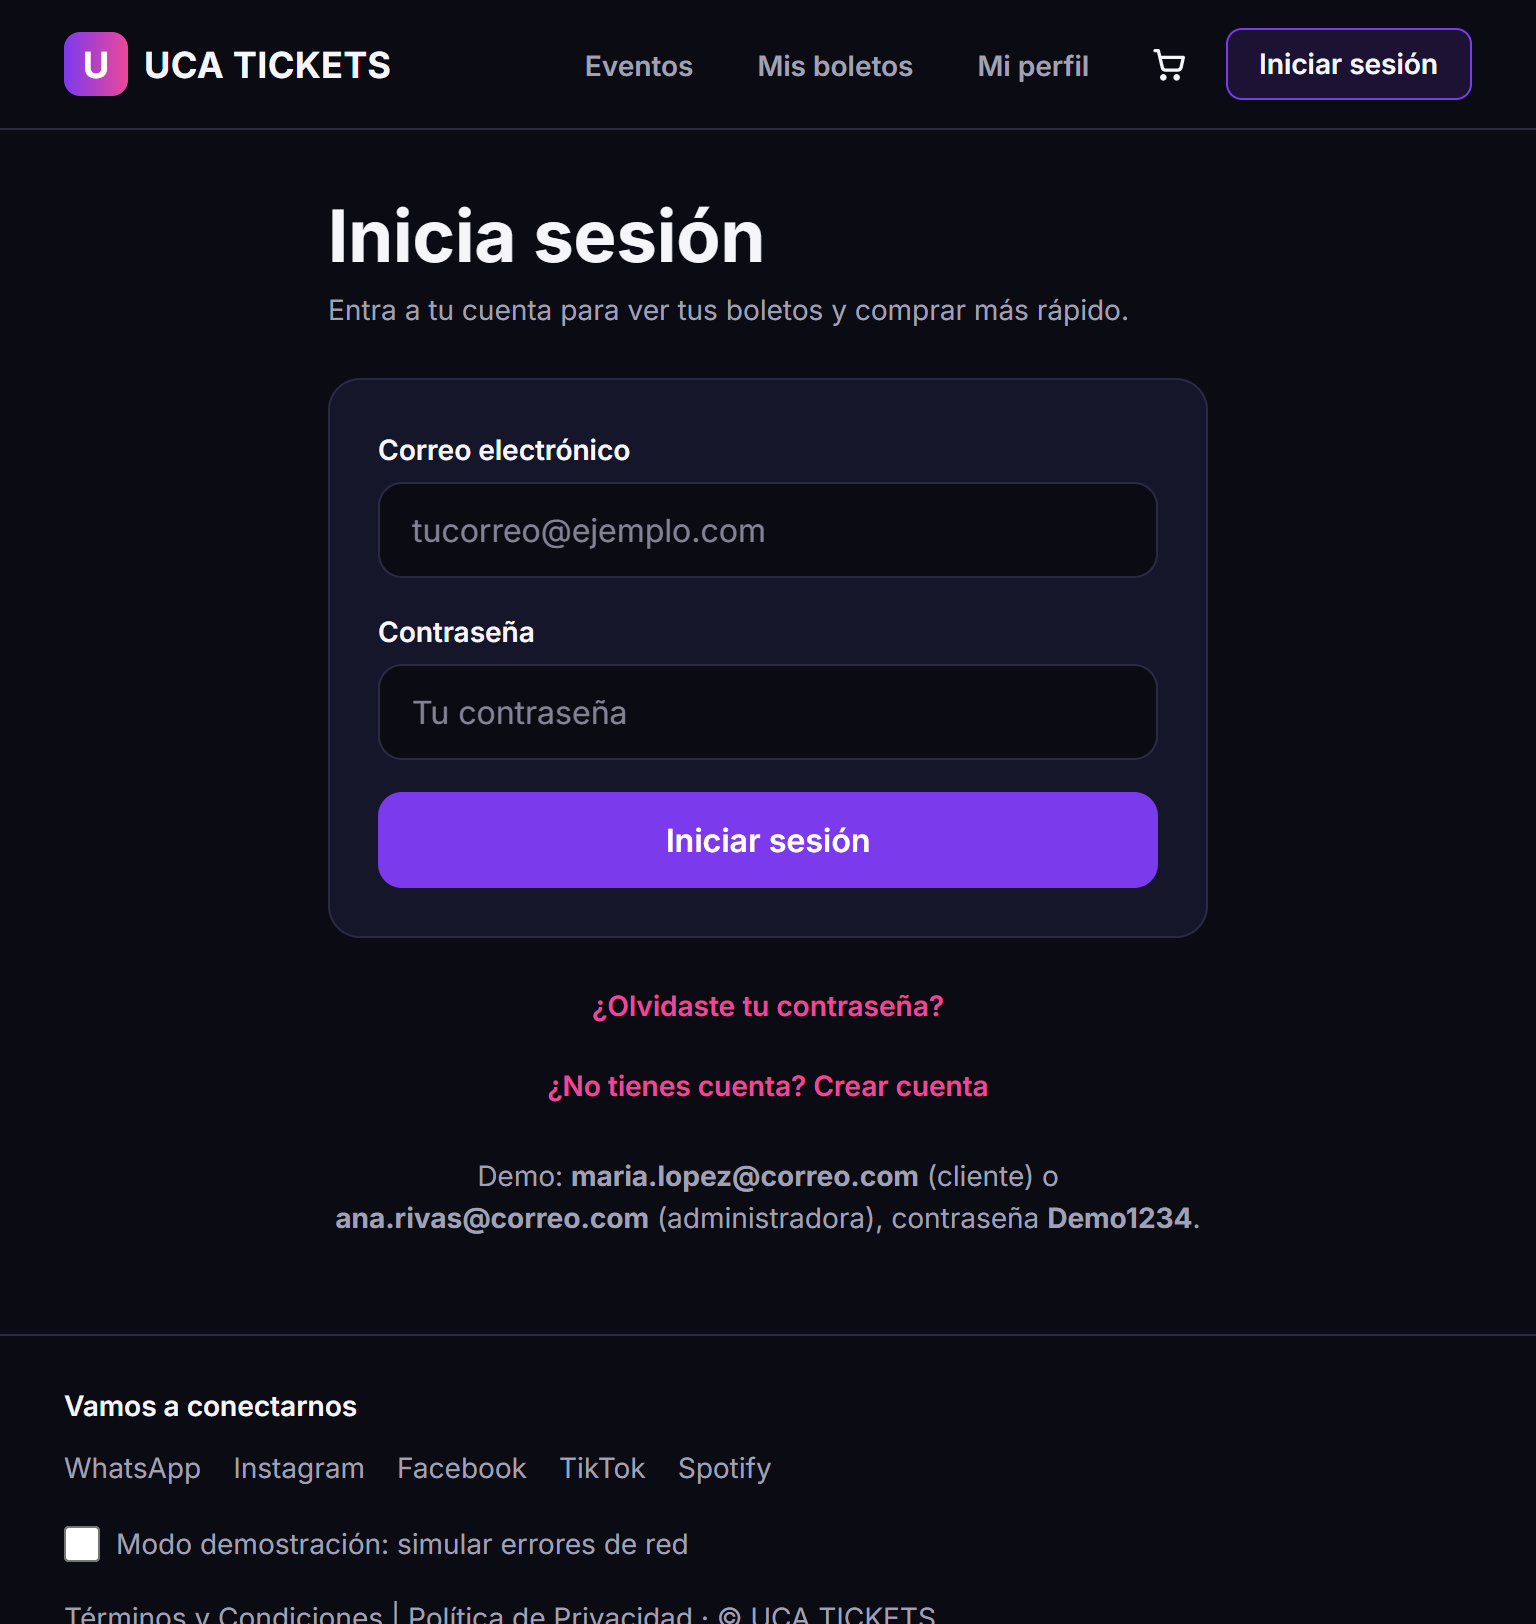 U UCA TICKETS Eventos Mis boletos Mi perfil Iniciar sesión
Inicia sesión
Entra a tu cuenta para ver tus boletos y comprar más rápido.
Correo electrónico
tucorreo@ejemplo.com
Contraseña
Tu contraseña
Iniciar sesión
¿Olvidaste tu contraseña?
¿No tienes cuenta? Crear cuenta
Demo: maria.lopez@correo.com (cliente) o
ana.rivas@correo.com (administradora), contraseña Demo1234.
Vamos a conectarnos
WhatsApp Instagram Facebook TikTok Spotify
Modo demostración: simular errores de red
Términos y Condiciones | Política de Privacidad · © UCA TICKETS